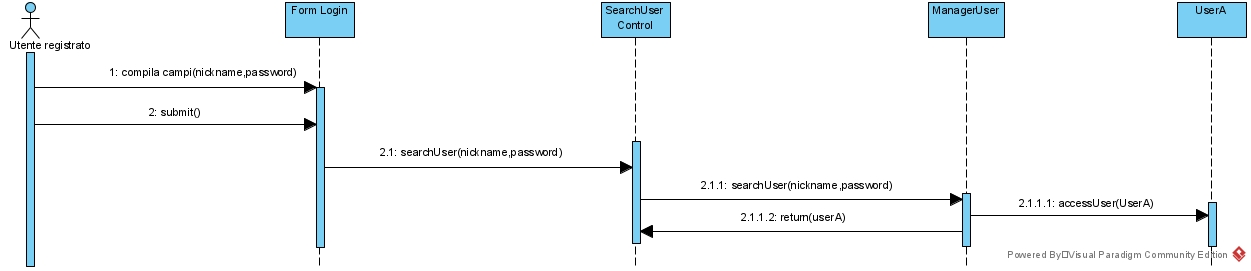 Form Login
SearchUser
Control
ManagerUser
UserA
Utente registrato
1: compila campi(nickname,password)
2: submit()
2.1: searchUser(nickname,password)
2.1.1: searchUser(nickname,password)
2.1.1.1: accessUser(UserA)
2.1.1.2: return(userA)
Powered By Visual Paradigm Community Edition